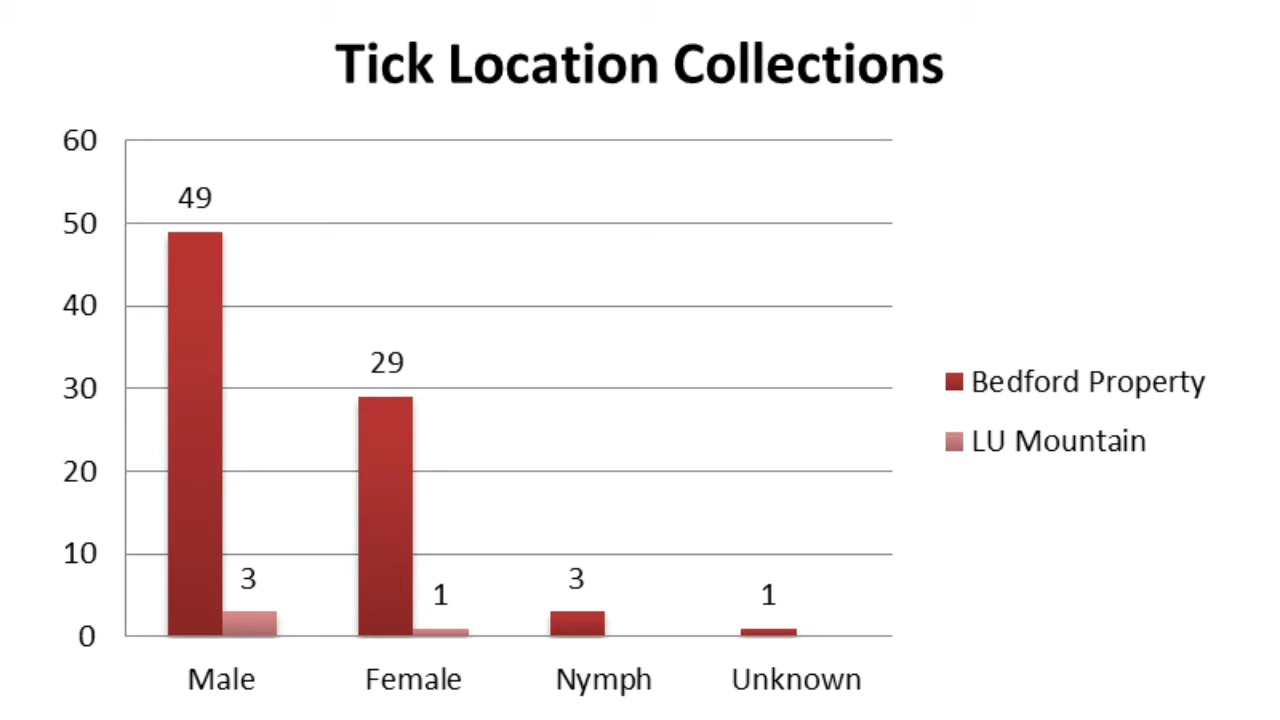 Tick Location Collections
60
50
40
30
20
10
0
49
3
29
1
3
1
Male
Female
Nymph
Unknown
Bedford Property
LU Mountain